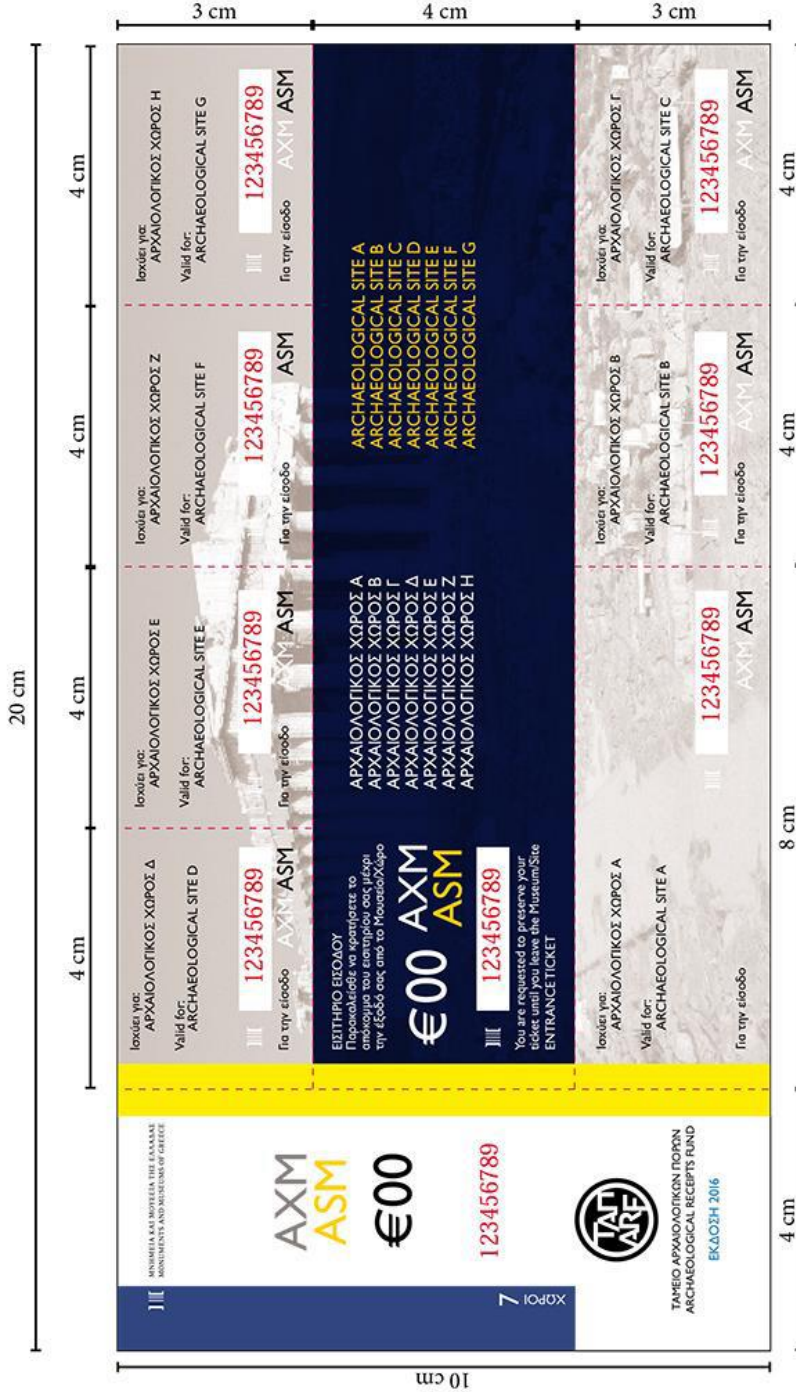 20 cm
4 cm
4 cm
4 cm
4 cm
10 cm
3 cm
4 cm
3 cm
ΜΝΗΜΕΙΑ ΚΑΙ ΜΟΥΣΕΙΑ ΤΗΣ ΕΛΛΑΔΑΣ
MONUMENTS AND MUSEUMS OF GREECE
ΑΧΜ
ASM
€00
123456789
7 ΧΩΡΟΙ
TAΠ
ARF
ΤΑΜΕΙΟ ΑΡΧΑΙΟΛΟΓΙΚΩΝ ΠΟΡΩΝ
ARCHAEOLOGICAL RECEIPTS FUND
ΕΚΔΟΣΗ 2016
Ισχύει για:
ΑΡΧΑΙΟΛΟΓΙΚΟΣ ΧΩΡΟΣ Δ
Valid for:
ARCHAEOLOGICAL SITE D
123456789
Για την είσοδο ΑΧΜ ASM
Ισχύει για:
ΑΡΧΑΙΟΛΟΓΙΚΟΣ ΧΩΡΟΣ Ε
Valid for:
ARCHAEOLOGICAL SITE E
123456789
Για την είσοδο ΑΧΜ ASM
Ισχύει για:
ΑΡΧΑΙΟΛΟΓΙΚΟΣ ΧΩΡΟΣ Ζ
Valid for:
ARCHAEOLOGICAL SITE F
123456789
Για την είσοδο ASM
Ισχύει για:
ΑΡΧΑΙΟΛΟΓΙΚΟΣ ΧΩΡΟΣ Η
Valid for:
ARCHAEOLOGICAL SITE G
123456789
Για την είσοδο ΑΧΜ ASM
ΕΙΣΙΤΗΡΙΟ ΕΙΣΟΔΟΥ
Παρακαλείσθε να κρατήσετε το
απόκομμα του εισιτηρίου σας μέχρι
την έξοδό σας από το Μουσείο/Χώρο
€00 ΑΧΜ
ASM
123456789
You are requested to preserve your
ticket until you leave the Museum/Site
ENTRANCE TICKET
ΑΡΧΑΙΟΛΟΓΙΚΟΣ ΧΩΡΟΣ Α
ΑΡΧΑΙΟΛΟΓΙΚΟΣ ΧΩΡΟΣ Β
ΑΡΧΑΙΟΛΟΓΙΚΟΣ ΧΩΡΟΣ Γ
ΑΡΧΑΙΟΛΟΓΙΚΟΣ ΧΩΡΟΣ Δ
ΑΡΧΑΙΟΛΟΓΙΚΟΣ ΧΩΡΟΣ Ε
ΑΡΧΑΙΟΛΟΓΙΚΟΣ ΧΩΡΟΣ Ζ
ΑΡΧΑΙΟΛΟΓΙΚΟΣ ΧΩΡΟΣ Η
ARCHAEOLOGICAL SITE A
ARCHAEOLOGICAL SITE B
ARCHAEOLOGICAL SITE C
ARCHAEOLOGICAL SITE D
ARCHAEOLOGICAL SITE E
ARCHAEOLOGICAL SITE F
ARCHAEOLOGICAL SITE G
Ισχύει για:
ΑΡΧΑΙΟΛΟΓΙΚΟΣ ΧΩΡΟΣ Α
Valid for:
ARCHAEOLOGICAL SITE A
123456789
Για την είσοδο ΑΧΜ ASM
Ισχύει για:
ΑΡΧΑΙΟΛΟΓΙΚΟΣ ΧΩΡΟΣ Β
Valid for:
ARCHAEOLOGICAL SITE B
123456789
Για την είσοδο ΑΧΜ ASM
Ισχύει για:
ΑΡΧΑΙΟΛΟΓΙΚΟΣ ΧΩΡΟΣ Γ
Valid for:
ARCHAEOLOGICAL SITE C
123456789
Για την είσοδο ΑΧΜ ASM
4 cm
8 cm
4 cm
4 cm